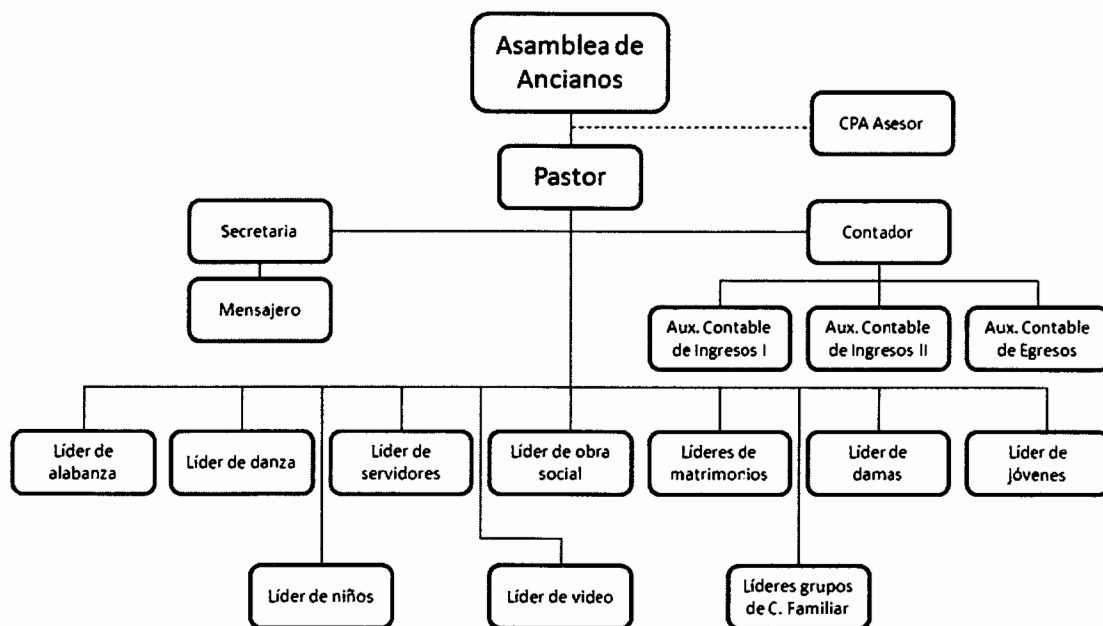 Asamblea de
Ancianos
CPA Asesor
Pastor
Secretaria
Contador
Mensajero
Aux. Contable
de Ingresos I
Aux. Contable
de Ingresos II
Aux. Contable
de Egresos
Líder de
alabanza
Líder de danza
Líder de
servidores
Líder de obra
social
Líderes de
matrimonios
Líder de
damas
Líder de
jóvenes
Líder de niños
Líder de video
Líderes grupos
de C. Familiar